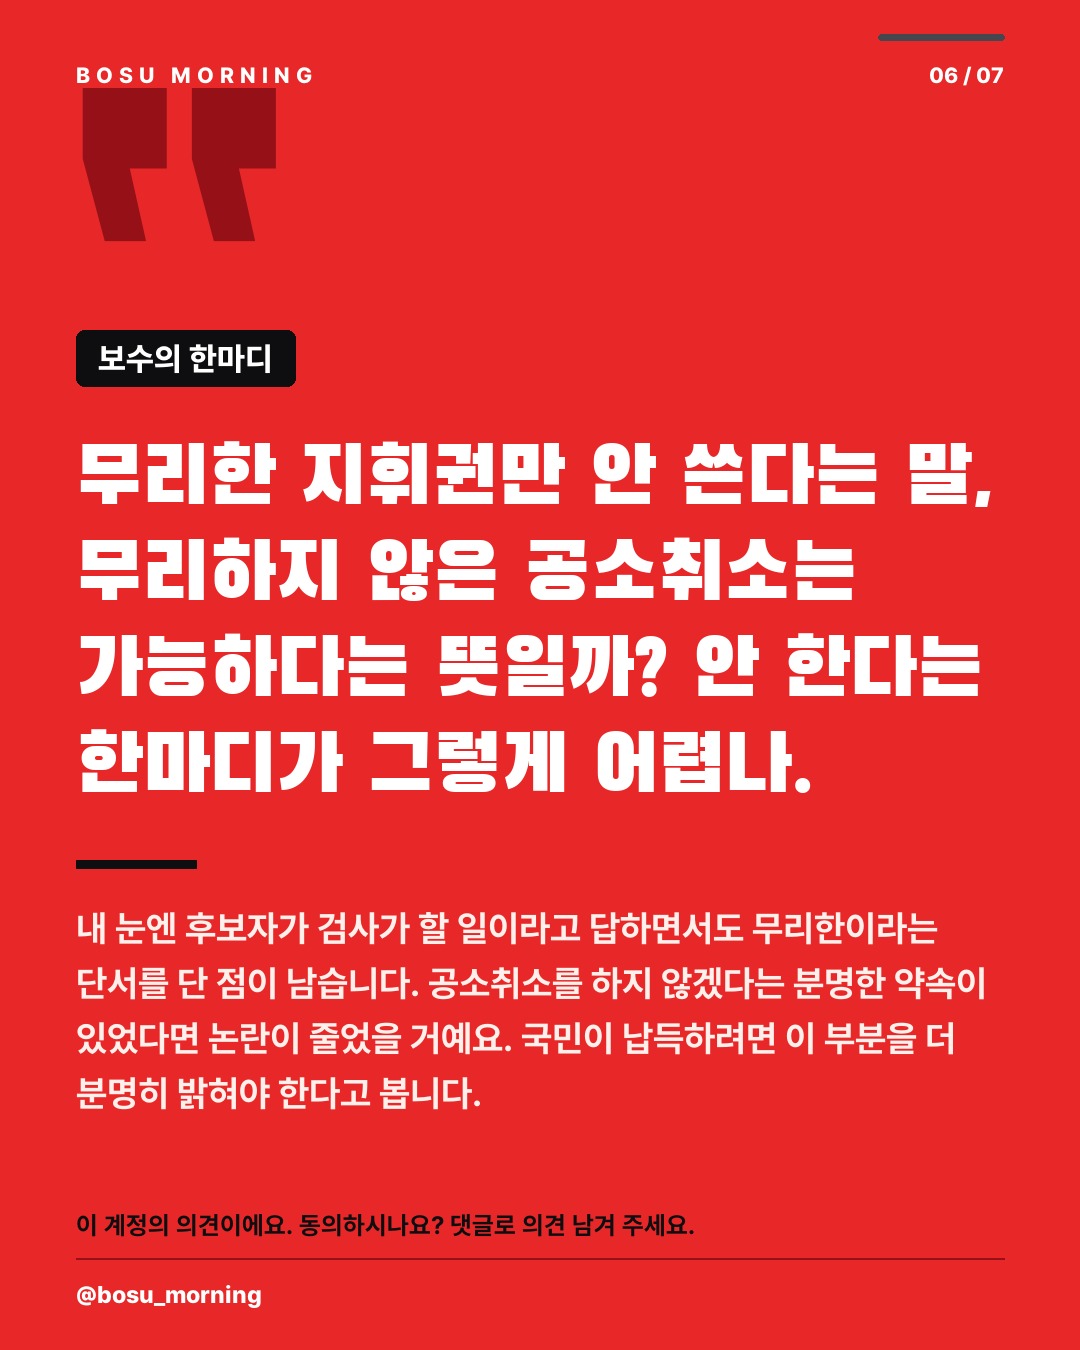 BOSU MORNING
06 / 07
보수의 한마디
무리한 지휘권만 안 쓴다는 말,
무리하지 않은 공소취소는
가능하다는 뜻일까? 안 한다는
한마디가 그렇게 어렵나.
내 눈엔 후보자가 검사가 할 일이라고 답하면서도 무리한이라는
단서를 단 점이 남습니다. 공소취소를 하지 않겠다는 분명한 약속이
있었다면 논란이 줄었을 거예요. 국민이 납득하려면 이 부분을 더
분명히 밝혀야 한다고 봅니다.
이 계정의 의견이에요. 동의하시나요? 댓글로 의견 남겨 주세요.
@bosu_morning